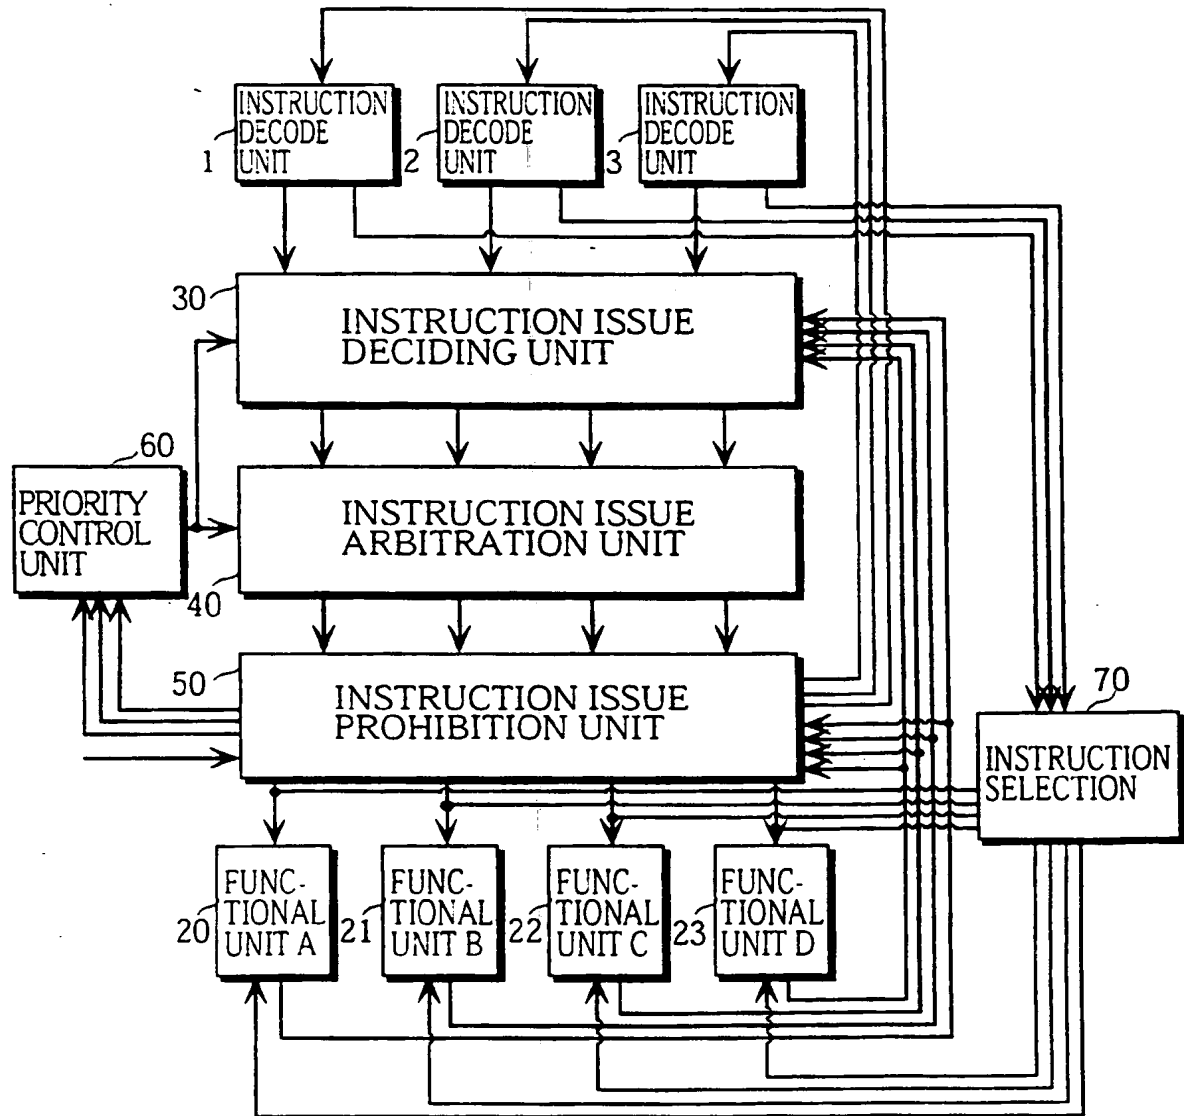 INSTRUCTION
DECODE
UNIT
1
INSTRUCTION
DECODE
UNIT
2
INSTRUCTION
DECODE
UNIT
3
30
INSTRUCTION ISSUE
DECIDING UNIT
60
PRIORITY
CONTROL
UNIT
INSTRUCTION ISSUE
ARBITRATION UNIT
40
50
INSTRUCTION ISSUE
PROHIBITION UNIT
70
INSTRUCTION
SELECTION
FUNC-
TIONAL
UNIT A
20
FUNC-
TIONAL
UNIT B
21
FUNC-
TIONAL
UNIT C
22
FUNC-
TIONAL
UNIT D
23